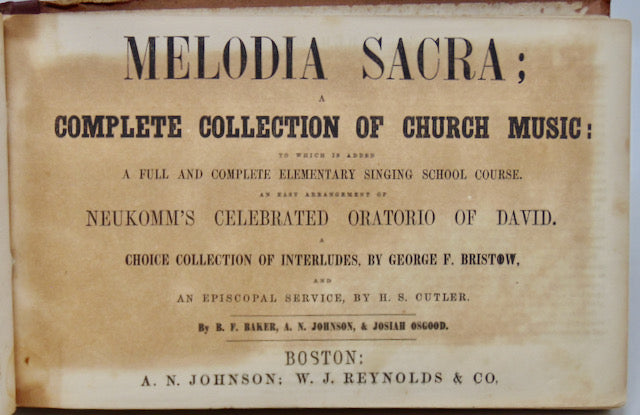 MELODIA SACRA;
A
COMPLETE COLLECTION OF CHURCH MUSIC:
TO WHICH IS ADDED
A FULL AND COMPLETE ELEMENTARY SINGING SCHOOL COURSE.
AN EASY ARRANGEMENT OF
NEUKOMM'S CELEBRATED ORATORIO OF DAVID.
A
CHOICE COLLECTION OF INTERLUDES, BY GEORGE F. BRISTOW,
AND
AN EPISCOPAL SERVICE, BY H. S. CUTLER.
By B. F. BAKER, A. N. JOHNSON, & JOSIAH OSGOOD.
BOSTON:
A. N. JOHNSON; W. J. REYNOLDS & CO.